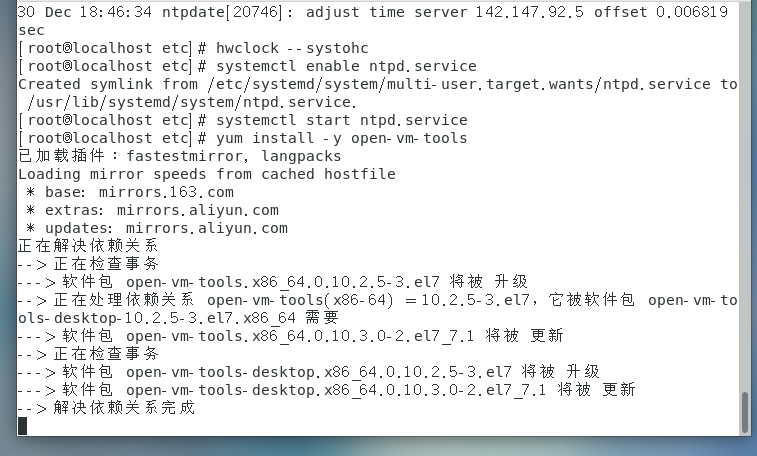 30 Dec 18:46:34 ntpdate[20746]: adjust time server 142.147.92.5 offset 0.006819
sec
[root@localhost etc]# hwclock --systohc
[root@localhost etc]# systemctl enable ntpd.service
Created symlink from /etc/systemd/system/multi-user.target.wants/ntpd.service to
/usr/lib/systemd/system/ntpd.service.
[root@localhost etc]# systemctl start ntpd.service
[root@localhost etc]# yum install -y open-vm-tools
已加载插件：fastestmirror, langpacks
Loading mirror speeds from cached hostfile
* base: mirrors.163.com
* extras: mirrors.aliyun.com
* updates: mirrors.aliyun.com
正在解决依赖关系
--> 正在检查事务
---> 软件包 open-vm-tools.x86_64.0.10.2.5-3.el7 将被 升级
--> 正在处理依赖关系 open-vm-tools(x86-64) = 10.2.5-3.el7，它被软件包 open-vm-to
ols-desktop-10.2.5-3.el7.x86_64 需要
---> 软件包 open-vm-tools.x86_64.0.10.3.0-2.el7_7.1 将被 更新
--> 正在检查事务
---> 软件包 open-vm-tools-desktop.x86_64.0.10.2.5-3.el7 将被 升级
---> 软件包 open-vm-tools-desktop.x86_64.0.10.3.0-2.el7_7.1 将被 更新
--> 解决依赖关系完成